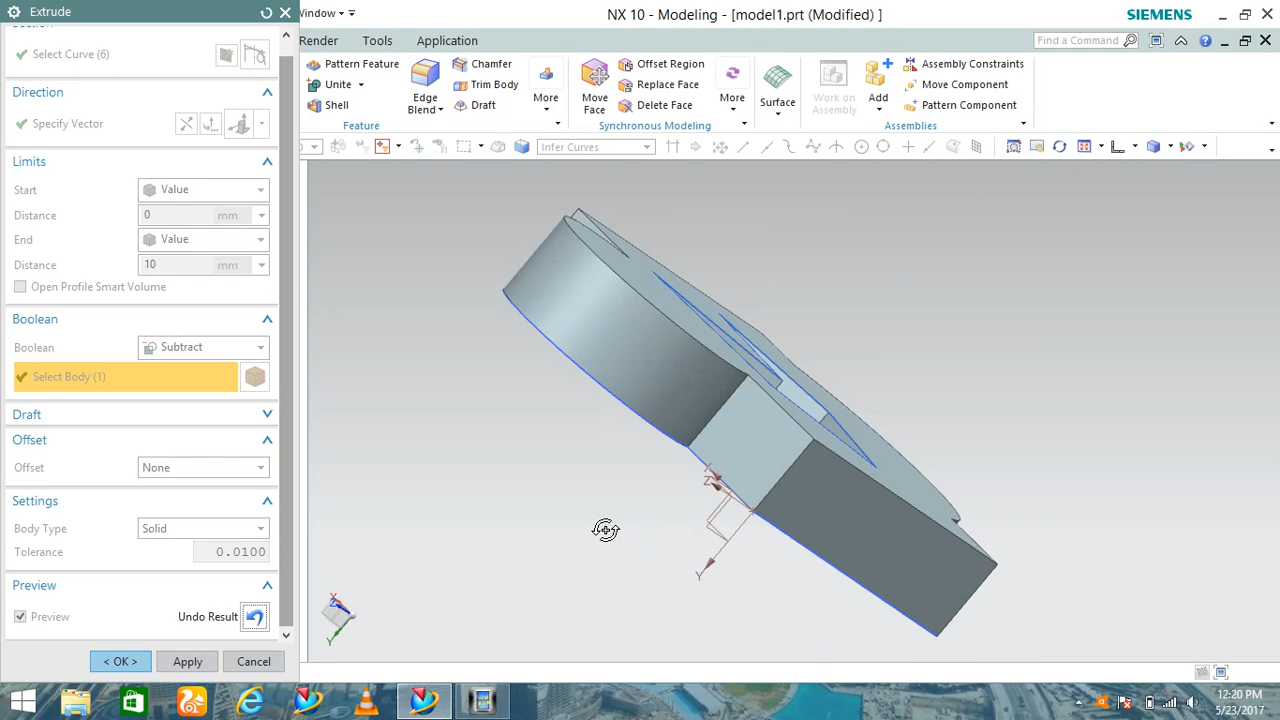 Extrude
Window
NX 10 - Modeling - [model1.prt (Modified) ]
SIEMENS
Render Tools Application
Find a Command
Pattern Feature
Unite
Shell
Edge Blend
Chamfer
Trim Body
Draft
More
Feature
Move Face
Offset Region
Replace Face
Delete Face
More
Synchronous Modeling
Surface
Work on Assembly
Add
Assembly Constraints
Move Component
Pattern Component
Assemblies
Infer Curves
Select Curve (6)
Direction
Specify Vector
Limits
Start Value
Distance 0 mm
End Value
Distance 10 mm
Open Profile Smart Volume
Boolean
Boolean Subtract
Select Body (1)
Draft
Offset
Offset None
Settings
Body Type Solid
Tolerance 0.0100
Preview
Preview Undo Result
< OK > Apply Cancel
X
Z
Y
X
Y
12:20 PM
5/23/2017